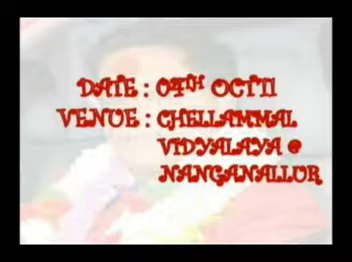 DATE : 04TH OCT'11
VENUE : CHELLAMMAL
VIDYALAYA @
NANGANALLUR